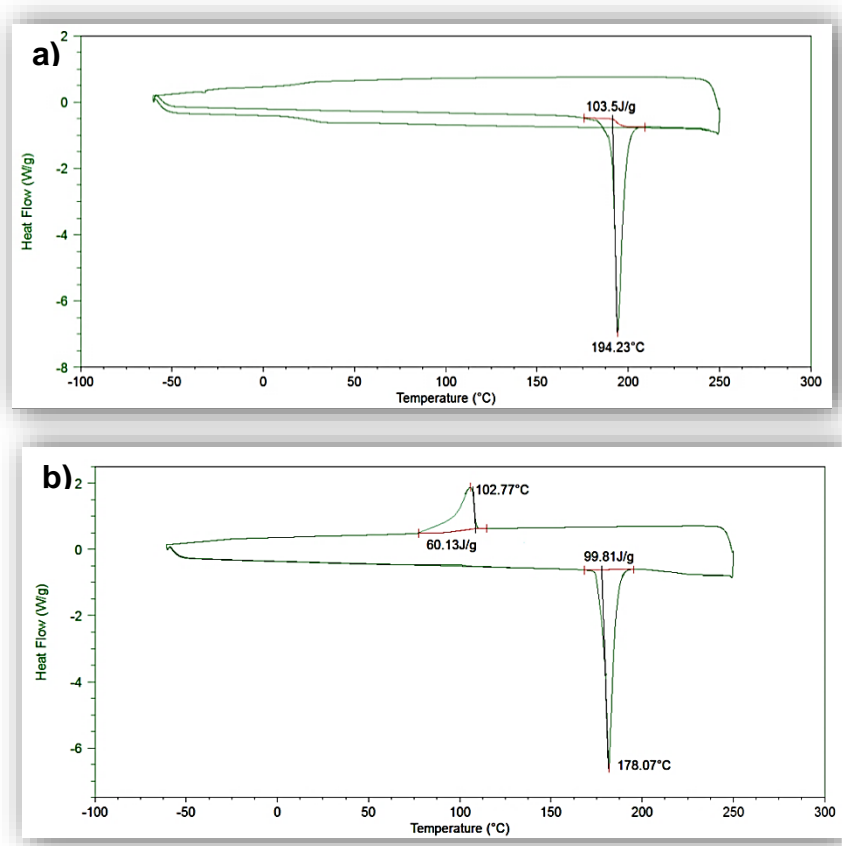 a)
2
0
-2
-4
-6
-8
Heat Flow (W/g)
103.5J/g
194.23°C
-100 -50 0 50 100 150 200 250 300
Temperature (°C)
b)
2
0
-2
-4
-6
Heat Flow (W/g)
102.77°C
60.13J/g
99.81J/g
178.07°C
-100 -50 0 50 100 150 200 250 300
Temperature (°C)